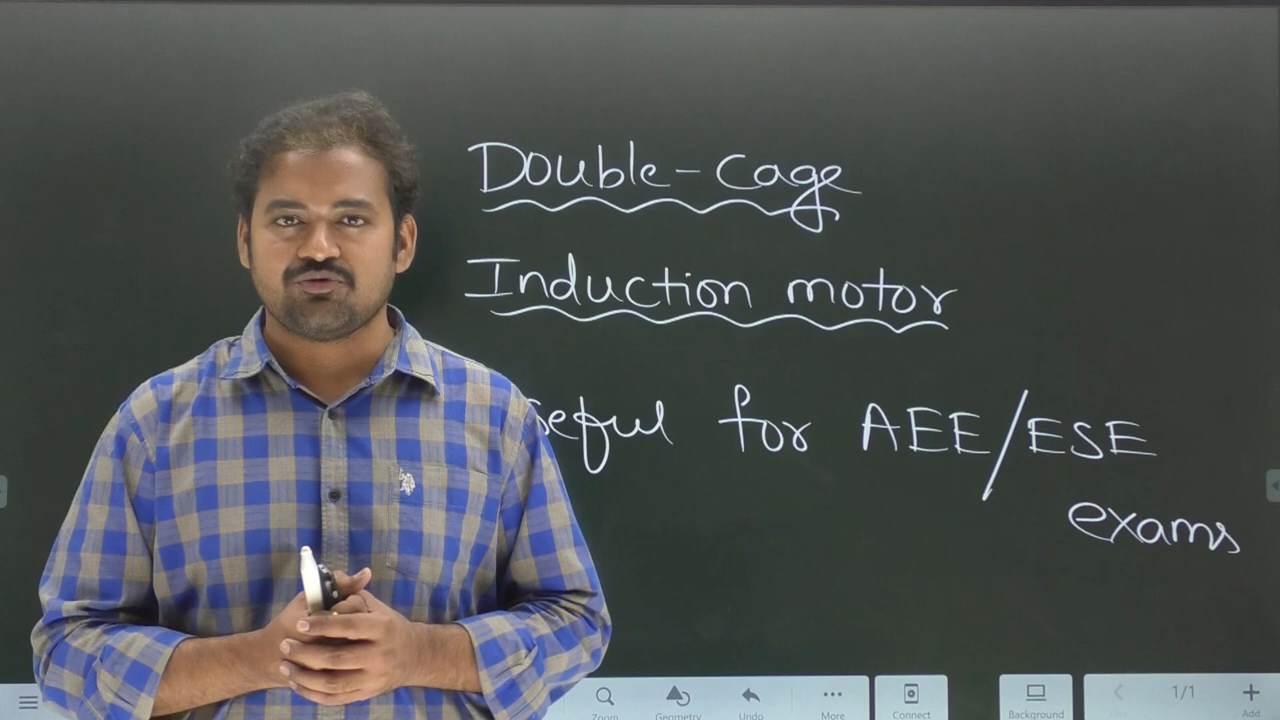 Double-Cage
Induction motor
for AEE/ESE
exams
Zoom
Geometry
Undo
More
Connect
Background
1/1
Add